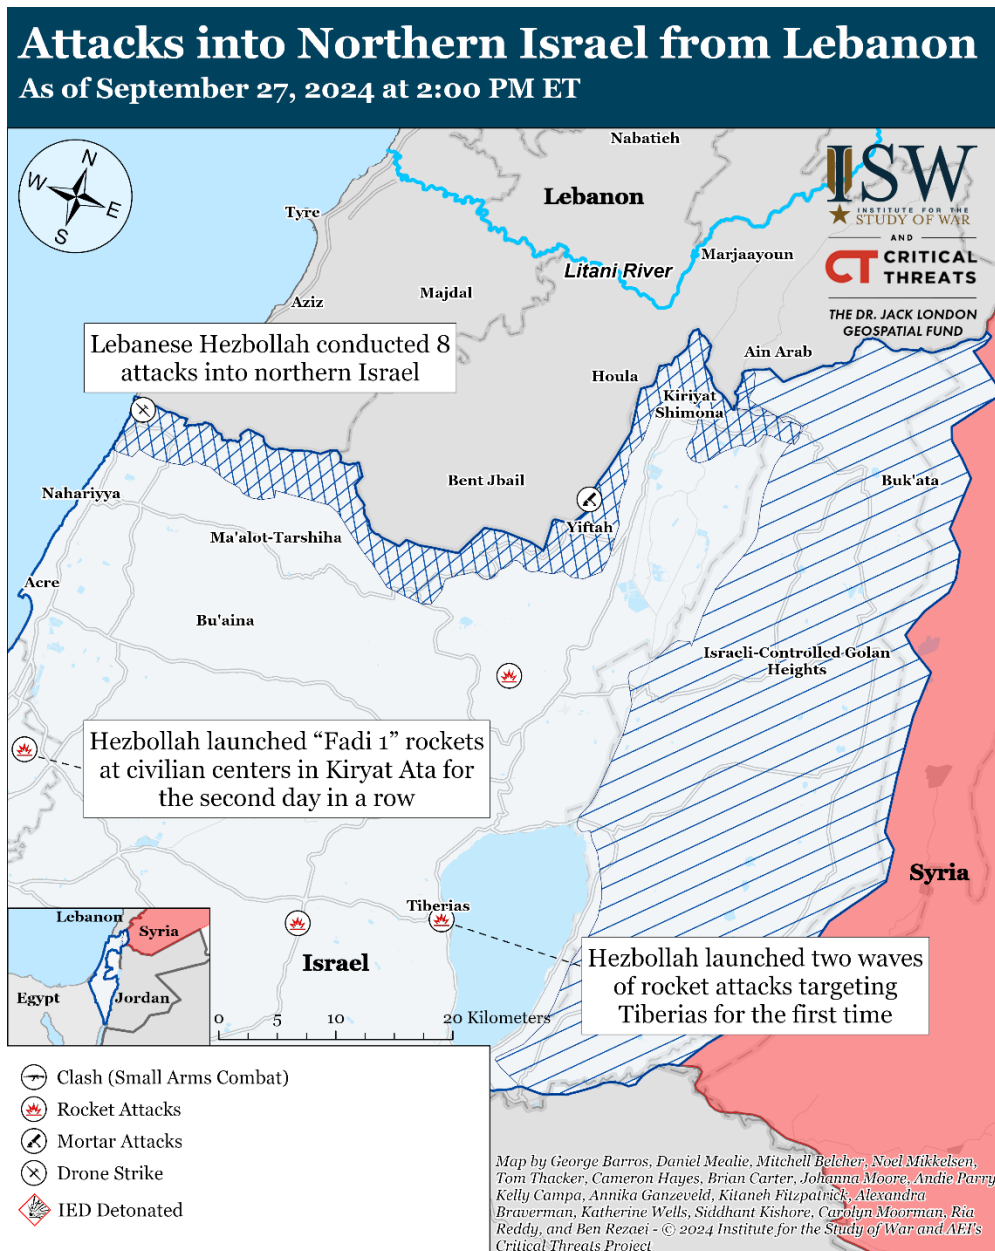 Attacks into Northern Israel from Lebanon
As of September 27, 2024 at 2:00 PM ET
N
W
E
S
Nabatieh
Lebanon
ISW
INSTITUTE FOR THE
STUDY OF WAR
AND
CT CRITICAL
THREATS
THE DR. JACK LONDON
GEOSPATIAL FUND
Tyre
Litani River
Marjaayoun
Aziz
Majdal
Lebanese Hezbollah conducted 8
attacks into northern Israel
Ain Arab
Houla
Kiriyat
Shimona
Bent Jbail
Buk'ata
Nahariyya
Yiftah
Ma'alot-Tarshiha
Acre
Bu'aina
Israeli-Controlled Golan
Heights
Hezbollah launched “Fadi 1” rockets
at civilian centers in Kiryat Ata for
the second day in a row
Syria
Tiberias
Israel
Hezbollah launched two waves
of rocket attacks targeting
Tiberias for the first time
Lebanon
Syria
Egypt
Jordan
0 5 10 20 Kilometers
Clash (Small Arms Combat)
Rocket Attacks
Mortar Attacks
Drone Strike
IED Detonated
Map by George Barros, Daniel Mealie, Mitchell Belcher, Noel Mikkelsen,
Tom Thacker, Cameron Hayes, Brian Carter, Johanna Moore, Andie Parry,
Kelly Campa, Annika Ganzeveld, Kitaneh Fitzpatrick, Alexandra
Braverman, Katherine Wells, Siddhant Kishore, Carolyn Moorman, Ria
Reddy, and Ben Rezaei - © 2024 Institute for the Study of War and AEI's
Critical Threats Project